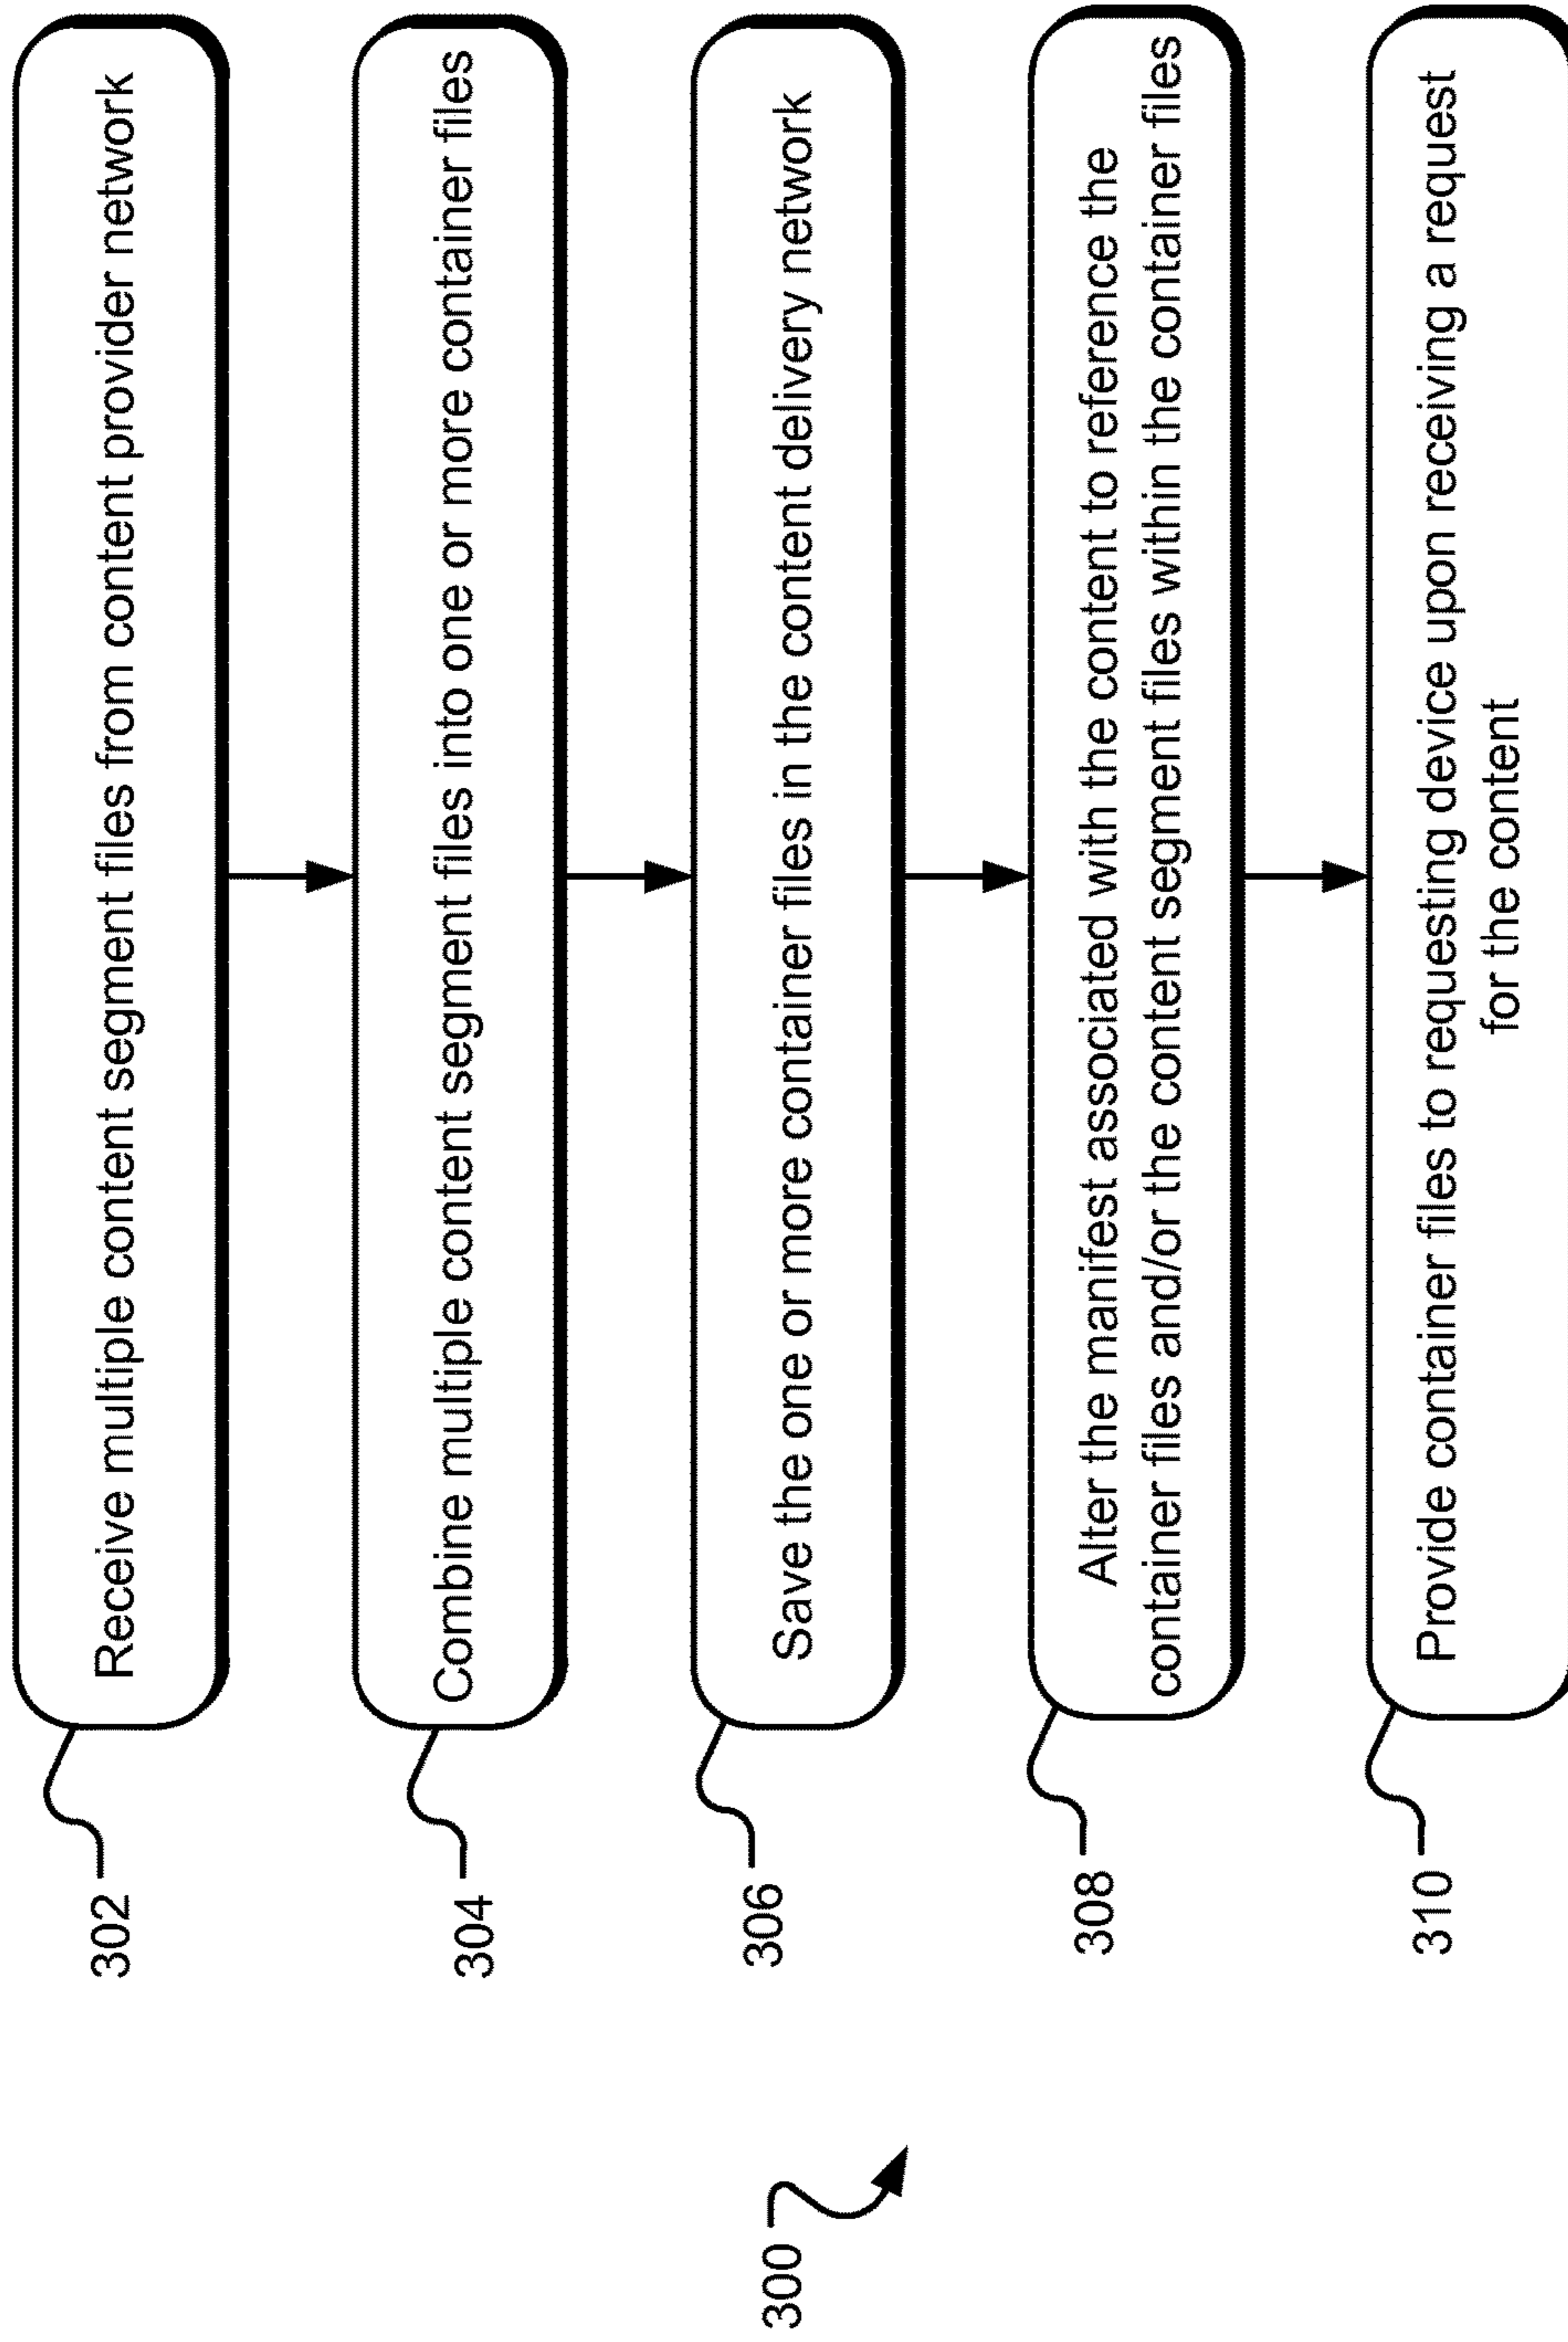 300
302
Receive multiple content segment files from content provider network
304
Combine multiple content segment files into one or more container files
306
Save the one or more container files in the content delivery network
308
Alter the manifest associated with the content to reference the
container files and/or the content segment files within the container files
310
Provide container files to requesting device upon receiving a request
for the content